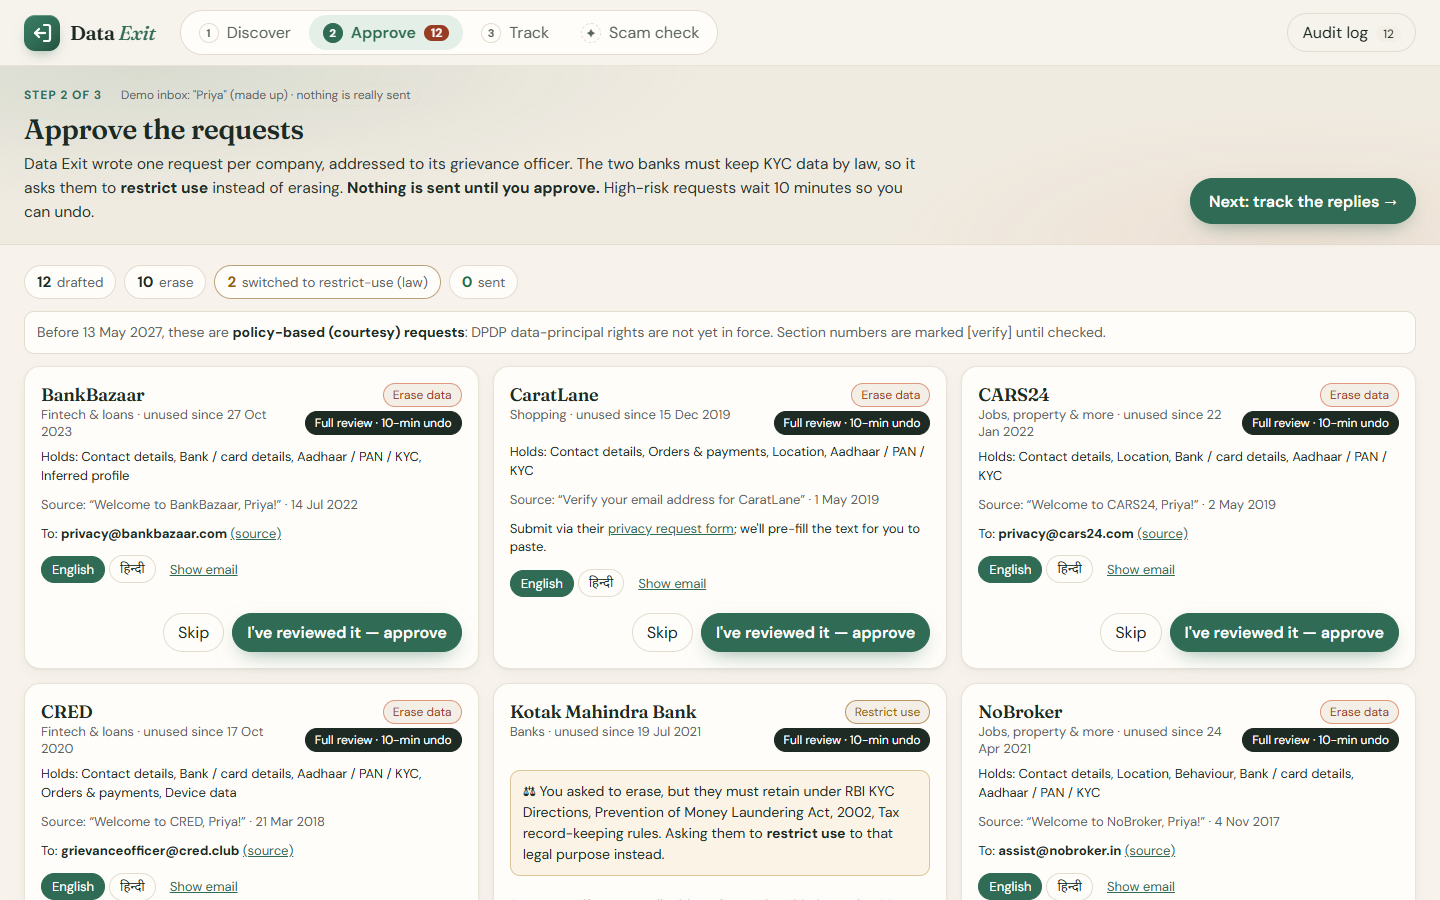 Data Exit
1 Discover
2 Approve 12
3 Track
Scam check
Audit log 12
STEP 2 OF 3
Demo inbox: "Priya" (made up) · nothing is really sent
Approve the requests
Data Exit wrote one request per company, addressed to its grievance officer. The two banks must keep KYC data by law, so it
asks them to restrict use instead of erasing. Nothing is sent until you approve. High-risk requests wait 10 minutes so you
can undo.
Next: track the replies →
12 drafted
10 erase
2 switched to restrict-use (law)
0 sent
Before 13 May 2027, these are policy-based (courtesy) requests: DPDP data-principal rights are not yet in force. Section numbers are marked [verify] until checked.
BankBazaar
Erase data
Fintech & loans · unused since 27 Oct
2023
Full review · 10-min undo
Holds: Contact details, Bank / card details, Aadhaar / PAN / KYC,
Inferred profile
Source: “Welcome to BankBazaar, Priya!” · 14 Jul 2022
To: privacy@bankbazaar.com (source)
English
हिन्दी
Show email
Skip
I've reviewed it — approve
CaratLane
Erase data
Shopping · unused since 15 Dec 2019
Full review · 10-min undo
Holds: Contact details, Orders & payments, Location, Aadhaar / PAN /
KYC
Source: “Verify your email address for CaratLane” · 1 May 2019
Submit via their privacy request form; we'll pre-fill the text for you to
paste.
English
हिन्दी
Show email
Skip
I've reviewed it — approve
CARS24
Erase data
Jobs, property & more · unused since 22
Jan 2022
Full review · 10-min undo
Holds: Contact details, Location, Bank / card details, Aadhaar / PAN /
KYC
Source: “Welcome to CARS24, Priya!” · 2 May 2019
To: privacy@cars24.com (source)
English
हिन्दी
Show email
Skip
I've reviewed it — approve
CRED
Erase data
Fintech & loans · unused since 17 Oct
2020
Full review · 10-min undo
Holds: Contact details, Bank / card details, Aadhaar / PAN / KYC,
Orders & payments, Device data
Source: “Welcome to CRED, Priya!” · 21 Mar 2018
To: grievanceofficer@cred.club (source)
English
हिन्दी
Show email
Kotak Mahindra Bank
Restrict use
Banks · unused since 19 Jul 2021
Full review · 10-min undo
⚖ You asked to erase, but they must retain under RBI KYC
Directions, Prevention of Money Laundering Act, 2002, Tax
record-keeping rules. Asking them to restrict use to that
legal purpose instead.
NoBroker
Erase data
Jobs, property & more · unused since 24
Apr 2021
Full review · 10-min undo
Holds: Contact details, Location, Behaviour, Bank / card details,
Aadhaar / PAN / KYC
Source: “Welcome to NoBroker, Priya!” · 4 Nov 2017
To: assist@nobroker.in (source)
English
हिन्दी
Show email